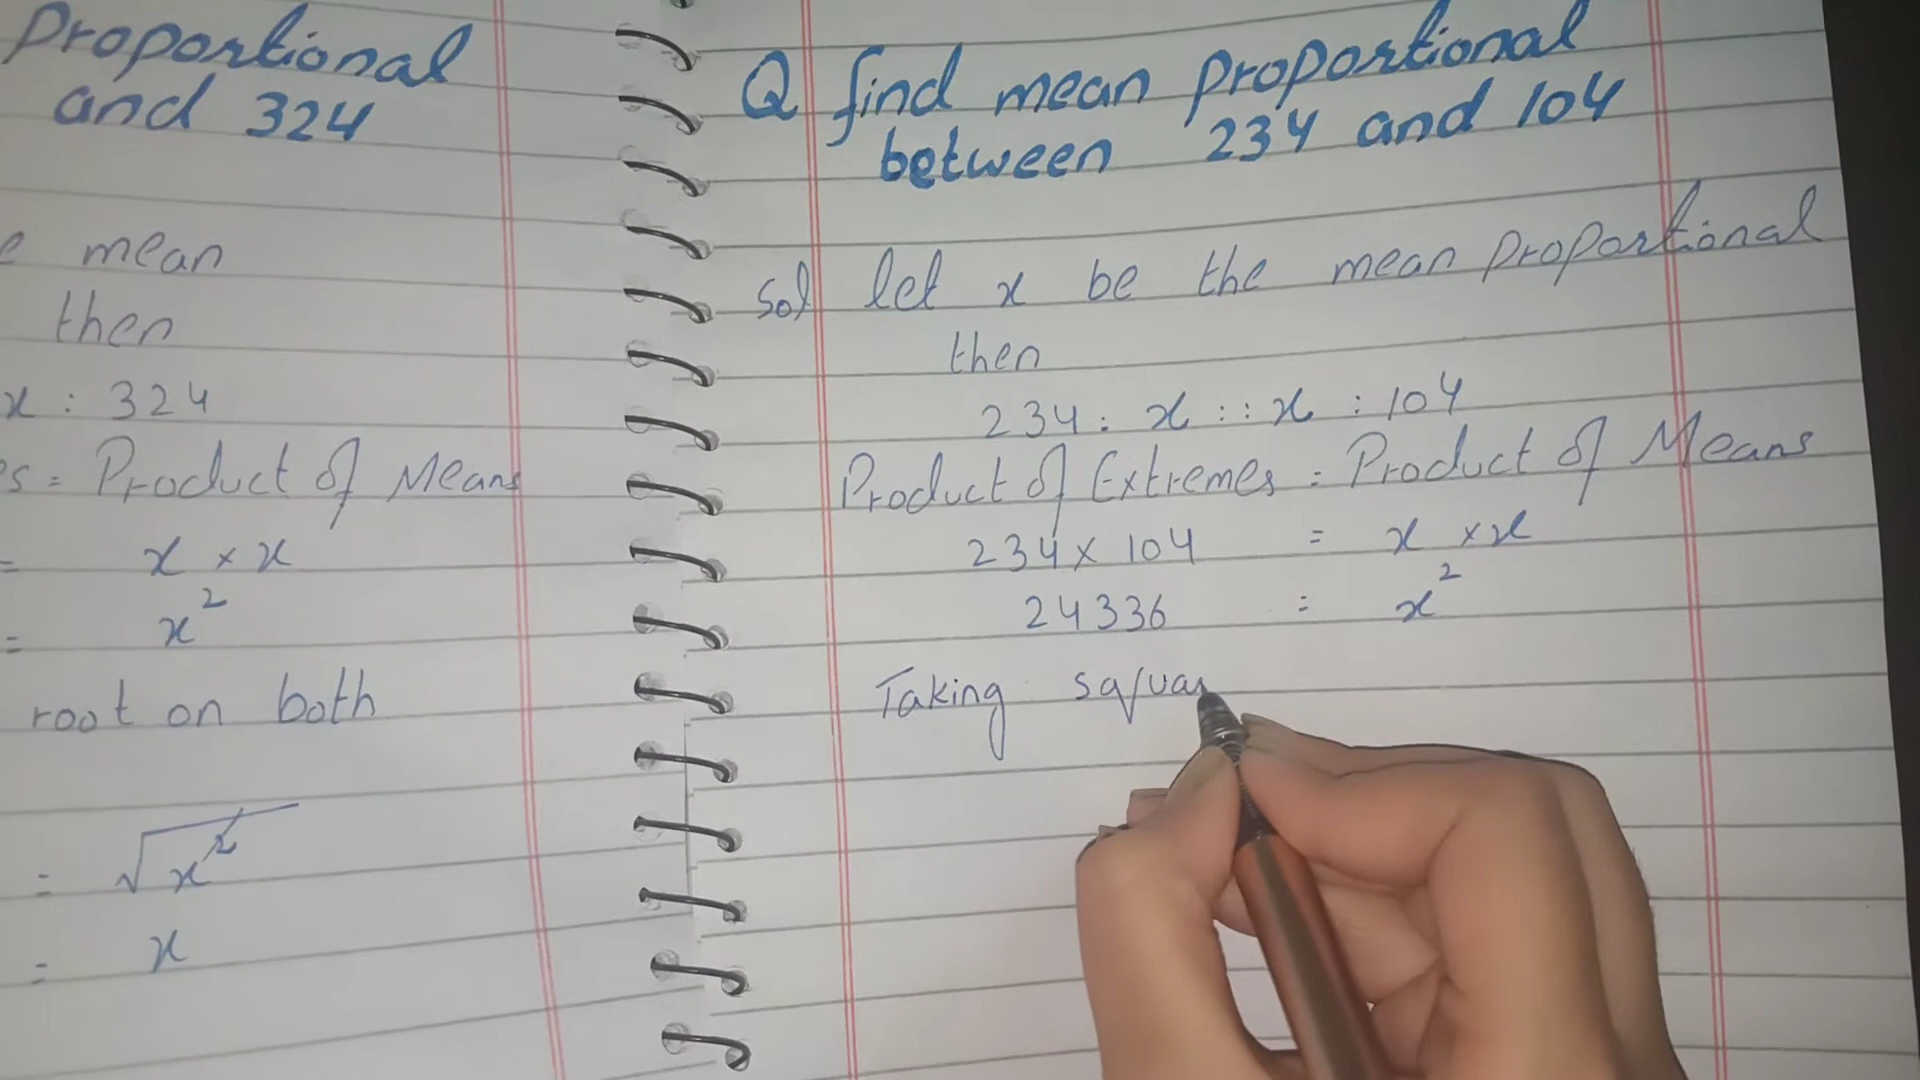 Proportional
and 324
mean
then
x : 324
= Product of Means
= x × x
= x²
root on both
= √x²
= x
Q find mean proportional
between 234 and 104
Sol let x be the mean proportional
then
234 : x :: x : 104
Product of Extremes = Product of Means
234 × 104 = x × x
24336 = x²
Taking squar